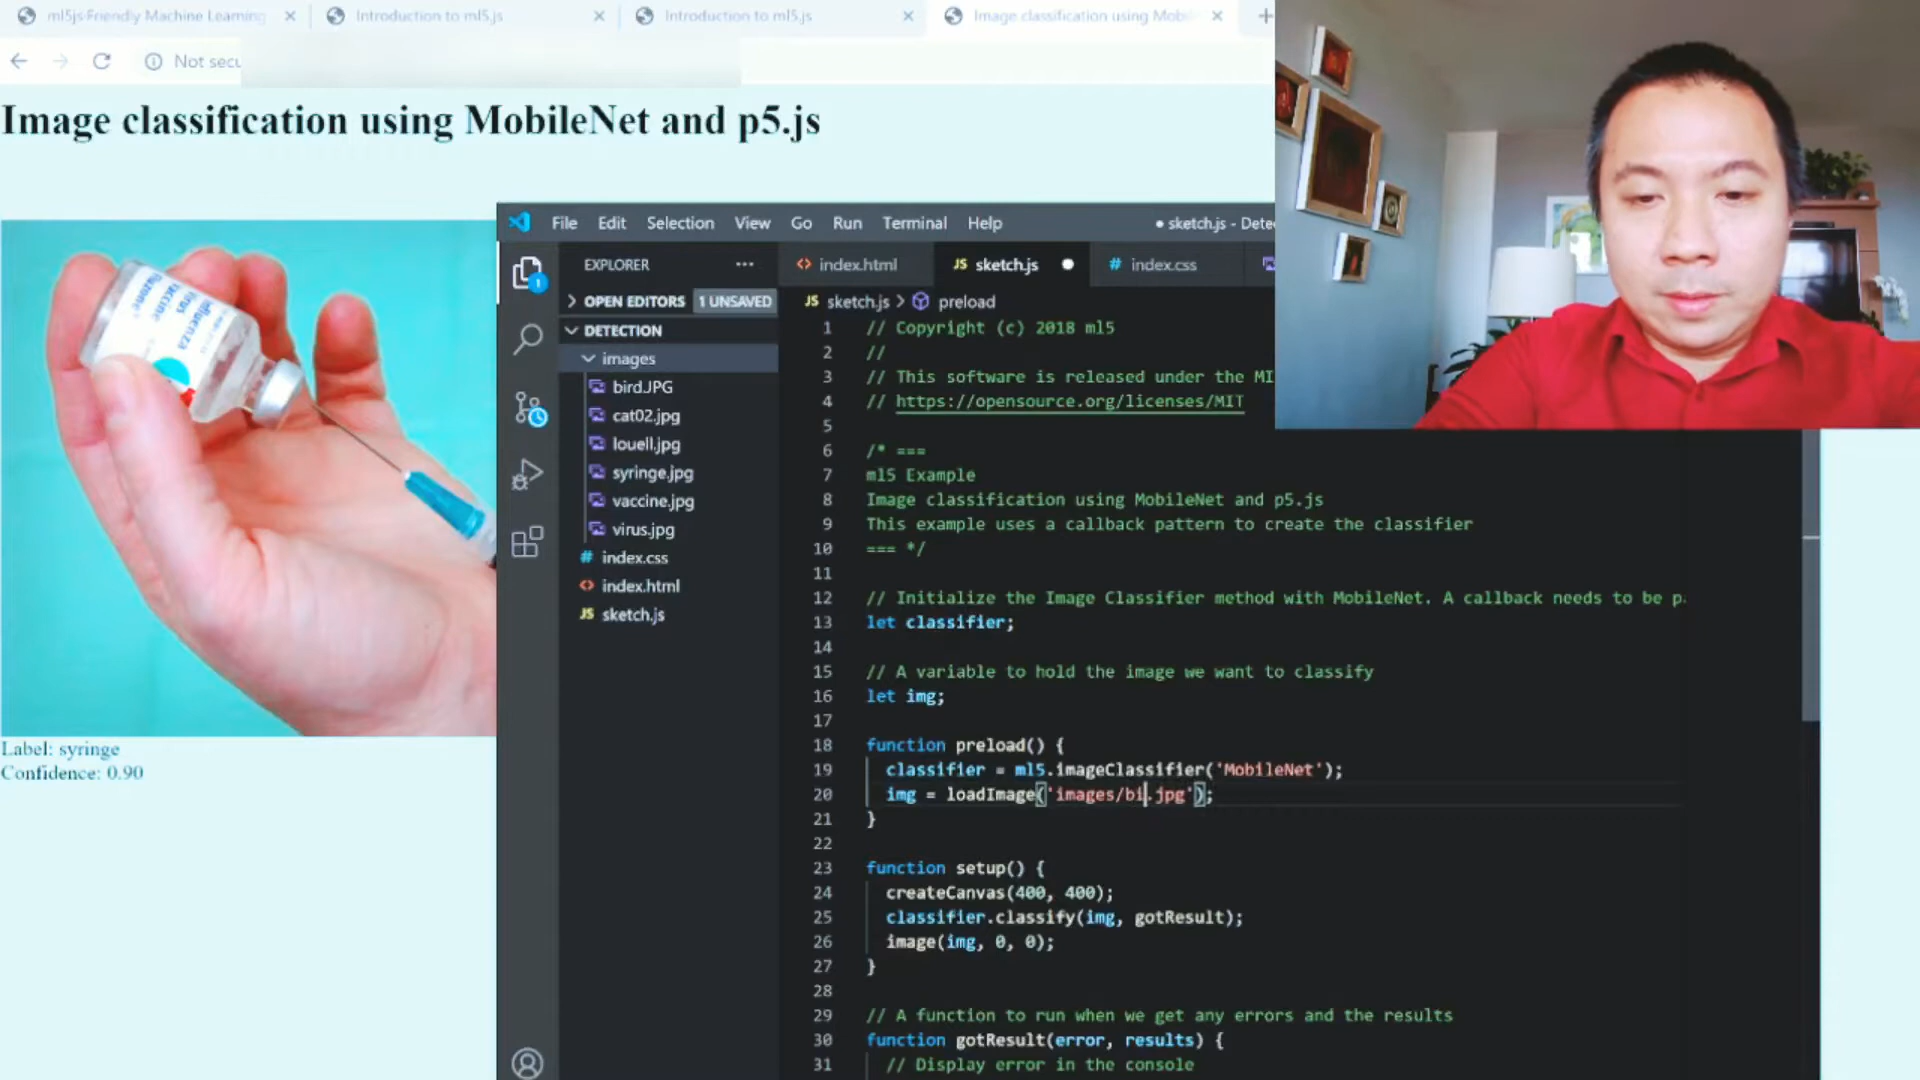 ml5js·Friendly Machine Learning
Introduction to ml5.js
Introduction to ml5.js
Image classification using Mobi
Not secu
Image classification using MobileNet and p5.js
Label: syringe
Confidence: 0.90
File Edit Selection View Go Run Terminal Help
● sketch.js - Dete
EXPLORER
OPEN EDITORS 1 UNSAVED
DETECTION
images
bird.JPG
cat02.jpg
louell.jpg
syringe.jpg
vaccine.jpg
virus.jpg
# index.css
<> index.html
JS sketch.js
<> index.html
JS sketch.js ●
# index.css
JS sketch.js > preload
1 // Copyright (c) 2018 ml5
2 //
3 // This software is released under the MI
4 // https://opensource.org/licenses/MIT
5
6 /* ===
7 ml5 Example
8 Image classification using MobileNet and p5.js
9 This example uses a callback pattern to create the classifier
10 === */
11
12 // Initialize the Image Classifier method with MobileNet. A callback needs to be p
13 let classifier;
14
15 // A variable to hold the image we want to classify
16 let img;
17
18 function preload() {
19 classifier = ml5.imageClassifier('MobileNet');
20 img = loadImage('images/bi.jpg');
21 }
22
23 function setup() {
24 createCanvas(400, 400);
25 classifier.classify(img, gotResult);
26 image(img, 0, 0);
27 }
28
29 // A function to run when we get any errors and the results
30 function gotResult(error, results) {
31 // Display error in the console